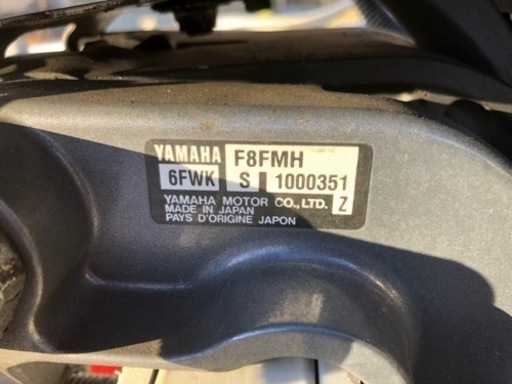 YAMAHA F8FMH
6FWK S 1000351
YAMAHA MOTOR CO.,LTD. Z
MADE IN JAPAN
PAYS D'ORIGINE JAPON